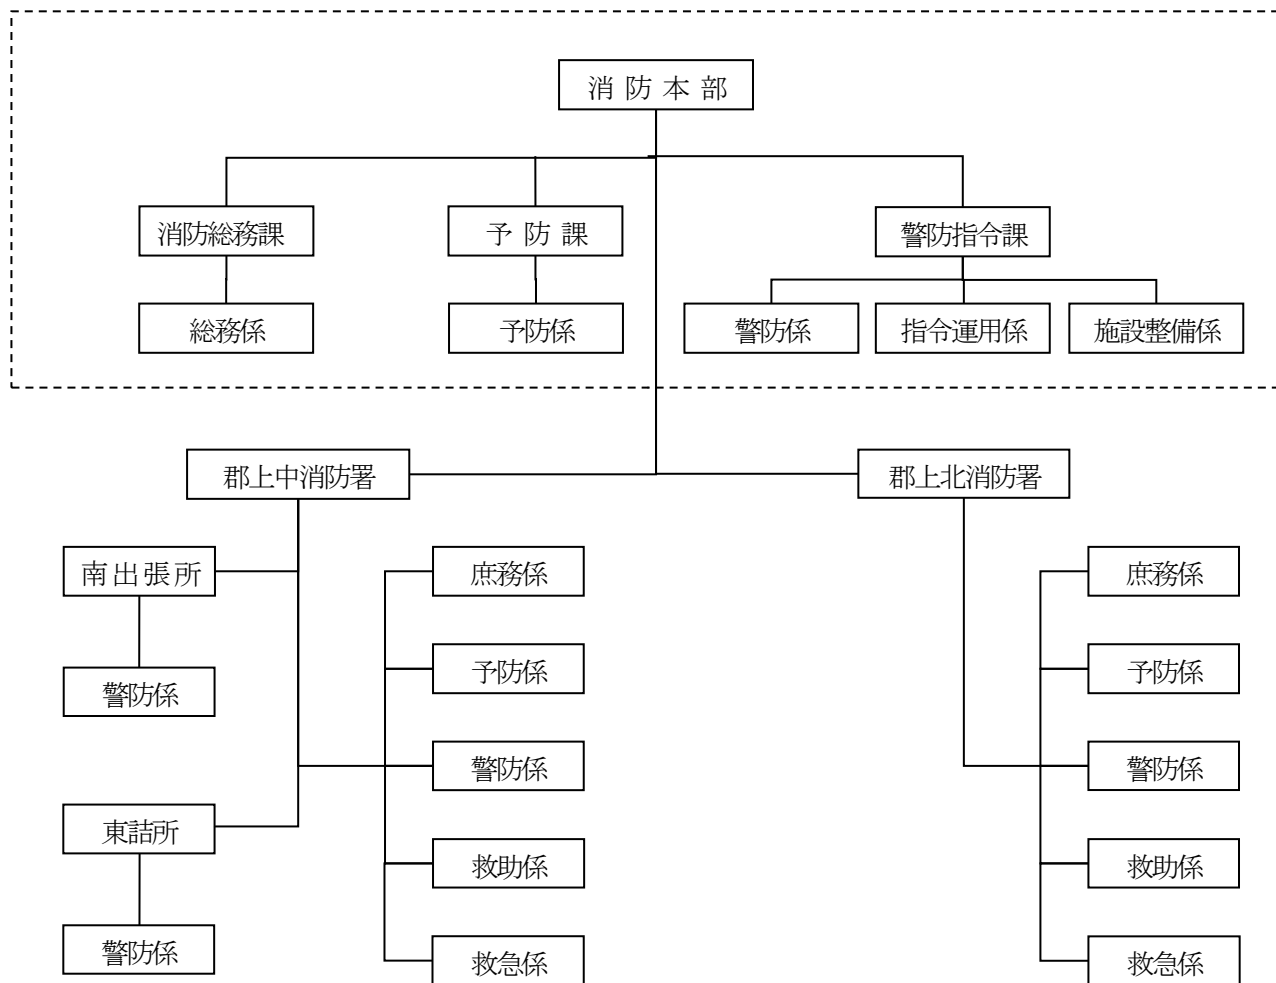 消防本部
消防総務課
予防課
警防指令課
総務係
予防係
警防係
指令運用係
施設整備係
郡上中消防署
郡上北消防署
南出張所
庶務係
庶務係
予防係
予防係
警防係
警防係
警防係
東詰所
救助係
救助係
警防係
救急係
救急係